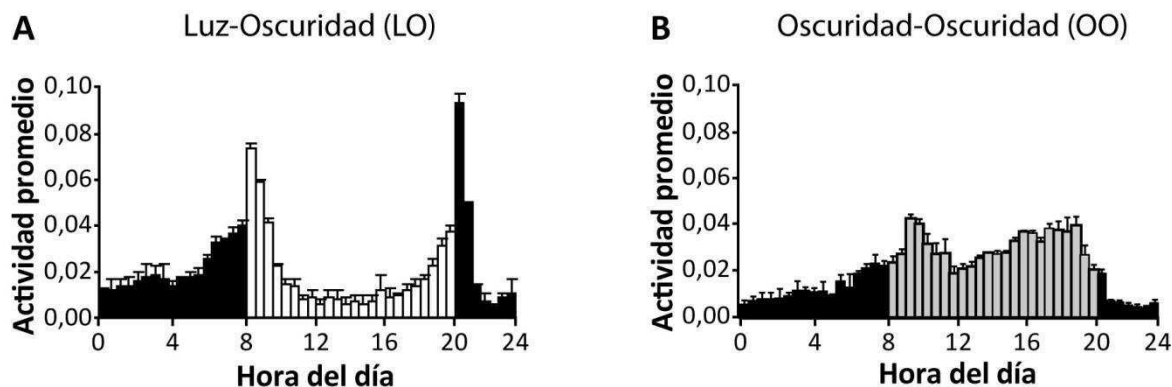 A
Luz-Oscuridad (LO)
Actividad promedio
0,10
0,08
0,06
0,04
0,02
0,00
0 4 8 12 16 20 24
Hora del día
B
Oscuridad-Oscuridad (OO)
Actividad promedio
0,10
0,08
0,06
0,04
0,02
0,00
0 4 8 12 16 20 24
Hora del día